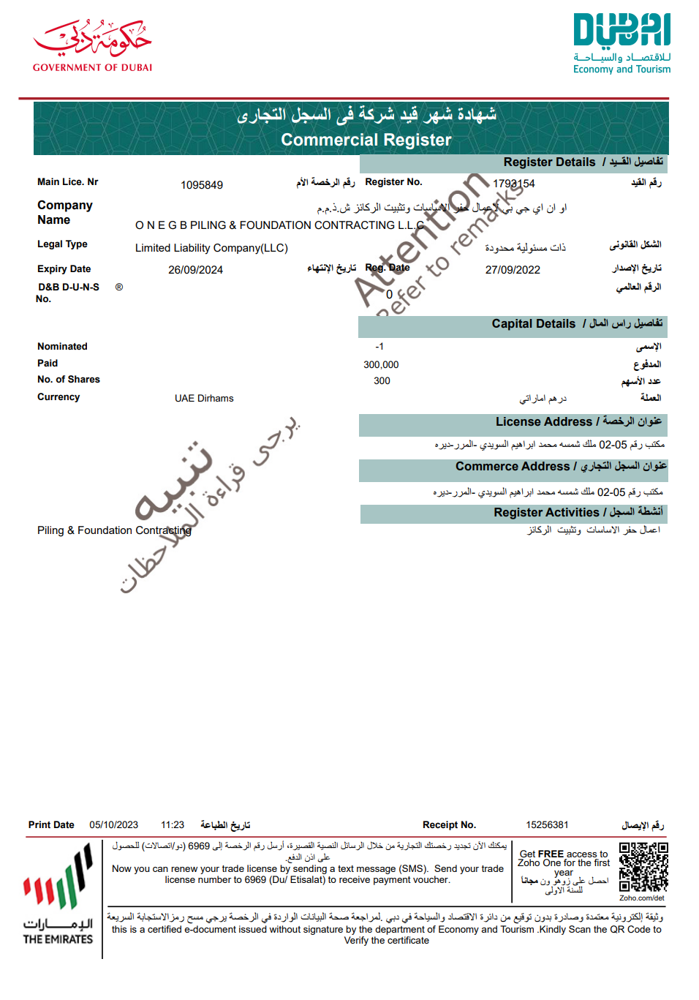 حكومة دبي
GOVERNMENT OF DUBAI
DUBAI
للاقتصاد والسياحة
Economy and Tourism
شهادة شهر قيد شركة فى السجل التجارى
Commercial Register
Register Details / تفاصيل القيد
Main Lice. Nr 1095849 رقم الرخصة الأم Register No. 1793154 رقم القيد
Company Name
او ان اي جي بي لاعمال حفر الاساسات وتثبيت الركائز ش.ذ.م.م
O N E G B PILING & FOUNDATION CONTRACTING L.L.C
Legal Type Limited Liability Company(LLC) ذات مسئولية محدودة الشكل القانونى
Expiry Date 26/09/2024 تاريخ الإنتهاء Reg. Date 27/09/2022 تاريخ الإصدار
D&B D-U-N-S ® No. 0 الرقم العالمي
Attention
Refer to remarks
Capital Details / تفاصيل راس المال
Nominated -1 الإسمى
Paid 300,000 المدفوع
No. of Shares 300 عدد الأسهم
Currency UAE Dirhams درهم اماراتي العملة
License Address / عنوان الرخصة
مكتب رقم 05-02 ملك شمسه محمد ابراهيم السويدي -المرر-ديره
Commerce Address / عنوان السجل التجاري
مكتب رقم 05-02 ملك شمسه محمد ابراهيم السويدي -المرر-ديره
Register Activities / أنشطة السجل
Piling & Foundation Contracting اعمال حفر الاساسات وتثبيت الركائز
تنبيه
يرجى قراءة الملاحظات
Print Date 05/10/2023 11:23 تاريخ الطباعة Receipt No. 15256381 رقم الإيصال
يمكنك الآن تجديد رخصتك التجارية من خلال الرسائل النصية القصيرة، أرسل رقم الرخصة إلى 6969 (دو/اتصالات) للحصول
على اذن الدفع.
Now you can renew your trade license by sending a text message (SMS). Send your trade
license number to 6969 (Du/ Etisalat) to receive payment voucher.
Get FREE access to
Zoho One for the first
year
احصل على زوهو ون مجاناً
للسنة الاولى
Zoho.com/det
الإمارات
THE EMIRATES
وثيقة إلكترونية معتمدة وصادرة بدون توقيع من دائرة الاقتصاد والسياحة في دبي .لمراجعة صحة البيانات الواردة في الرخصة يرجي مسح رمزالاستجابة السريعة
this is a certified e-document issued without signature by the department of Economy and Tourism .Kindly Scan the QR Code to
Verify the certificate